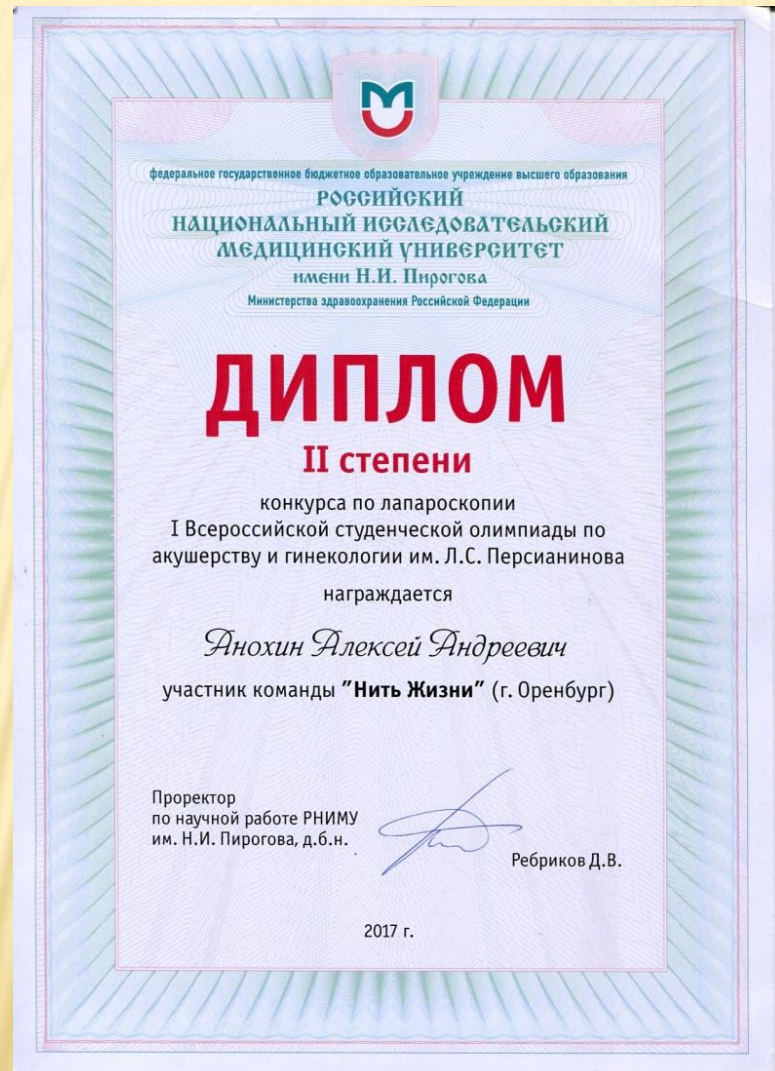 федеральное государственное бюджетное образовательное учреждение высшего образования
РОССИЙСКИЙ
НАЦИОНАЛЬНЫЙ ИССЛЕДОВАТЕЛЬСКИЙ
МЕДИЦИНСКИЙ УНИВЕРСИТЕТ
имени Н.И. Пирогова
Министерства здравоохранения Российской Федерации
ДИПЛОМ
II степени
конкурса по лапароскопии
I Всероссийской студенческой олимпиады по
акушерству и гинекологии им. Л.С. Персианинова
награждается
Анохин Алексей Андреевич
участник команды "Нить Жизни" (г. Оренбург)
Проректор
по научной работе РНИМУ
им. Н.И. Пирогова, д.б.н.
Ребриков Д.В.
2017 г.